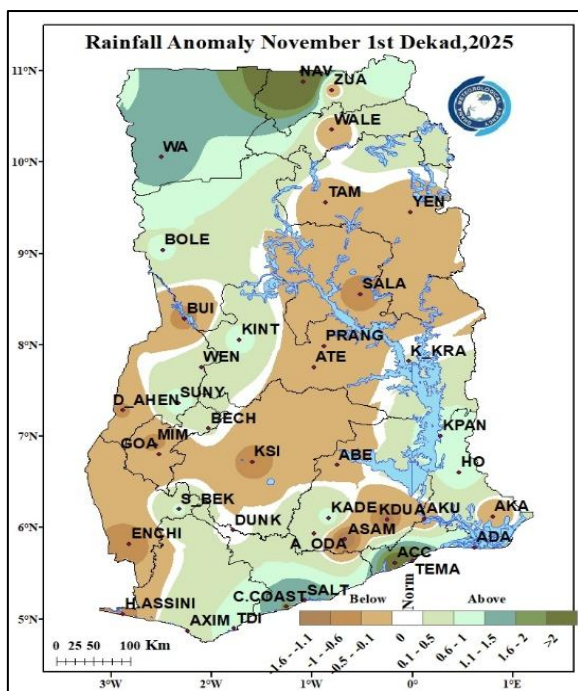 Rainfall Anomaly November 1st Dekad,2025
11°N
NAV
ZUA
WALE
WA
10°N
TAM
YEN
9°N
BOLE
SALA
BUI
8°N
KINT
PRANG
K_KRA
WEN
ATE
SUNY
D_AHEN
BECH
KPAN
7°N
MIM
GOA
KSI
ABE
HO
S_BEK
KADE
KDUA
AKU
AKA
6°N
DUNK
A_ODA
ASAM
ENCHI
ACC
ADA
TEMA
C.COAST
SALT
H.ASSINI
Below
Norm
Above
5°N
AXIM
TDI
0 25 50 100 Km
-1.6 - -1.1
-1 - -0.6
-0.5 - -0.1
0
0.1 - 0.5
0.6 - 1
1.1 - 1.5
1.6 - 2
>2
3°W
2°W
1°W
0°
1°E